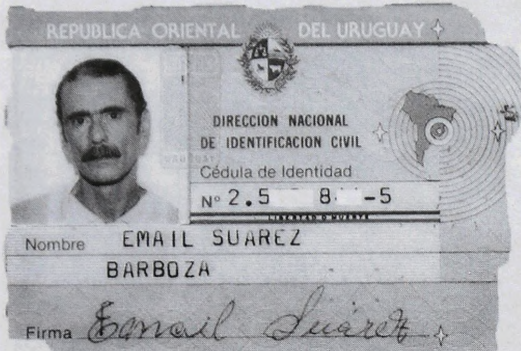 REPUBLICA ORIENTAL DEL URUGUAY
DIRECCION NACIONAL
DE IDENTIFICACION CIVIL
Cédula de Identidad
Nº 2.5 8 -5
LIBERTAD O MUERTE
Nombre EMAIL SUAREZ
BARBOZA
Firma Email Suárez